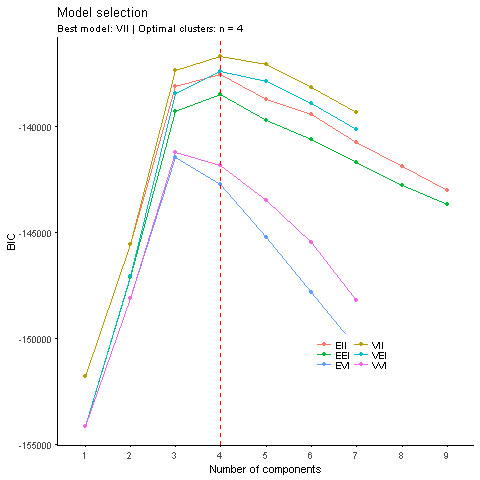 Model selection
Best model: VII | Optimal clusters: n = 4
BIC
-140000
-145000
-150000
-155000
EII VII
EEI VEI
EVI VVI
1 2 3 4 5 6 7 8 9
Number of components